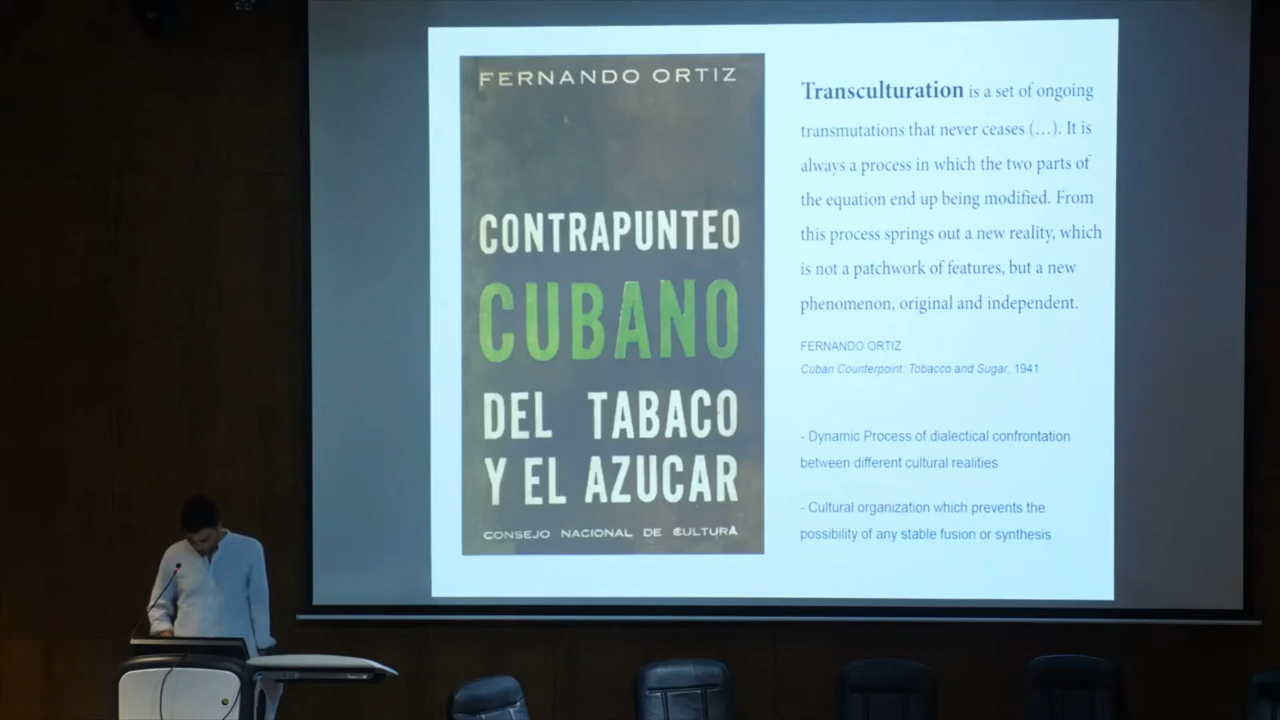 FERNANDO ORTIZ
CONTRAPUNTEO
CUBANO
DEL TABACO
Y EL AZUCAR
CONSEJO NACIONAL DE CULTURA
Transculturation is a set of ongoing
transmutations that never ceases (…). It is
always a process in which the two parts of
the equation end up being modified. From
this process springs out a new reality, which
is not a patchwork of features, but a new
phenomenon, original and independent.
FERNANDO ORTIZ
Cuban Counterpoint: Tobacco and Sugar, 1941
- Dynamic Process of dialectical confrontation
between different cultural realities
- Cultural organization which prevents the
possibility of any stable fusion or synthesis